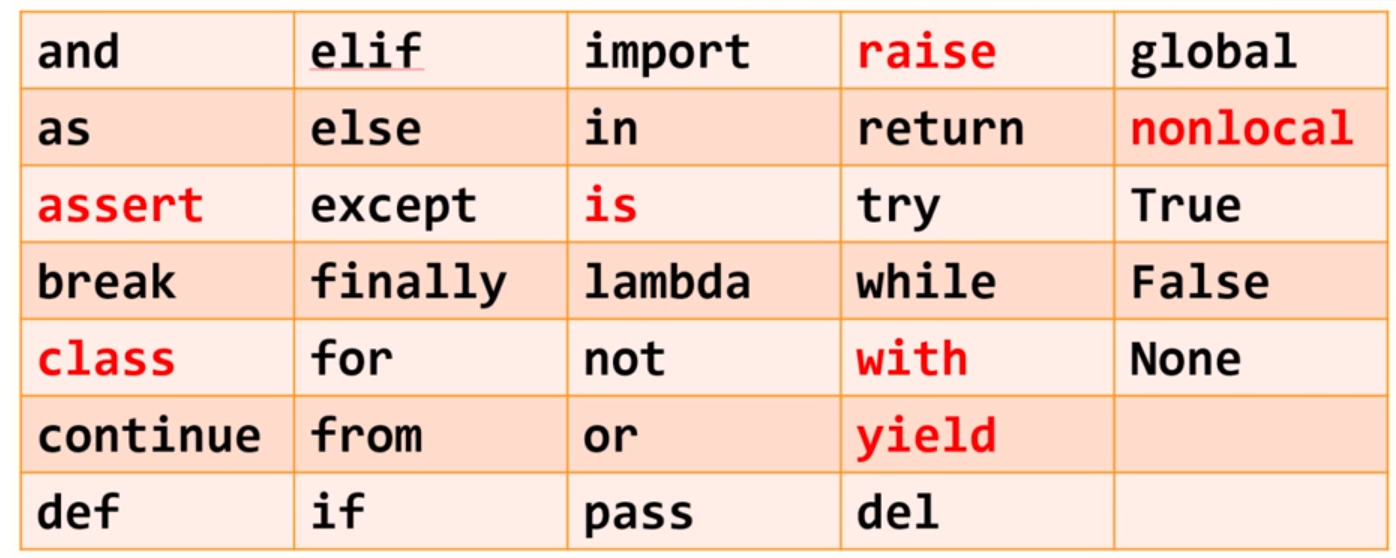 and elif import raise global
as else in return nonlocal
assert except is try True
break finally lambda while False
class for not with None
continue from or yield
def if pass del